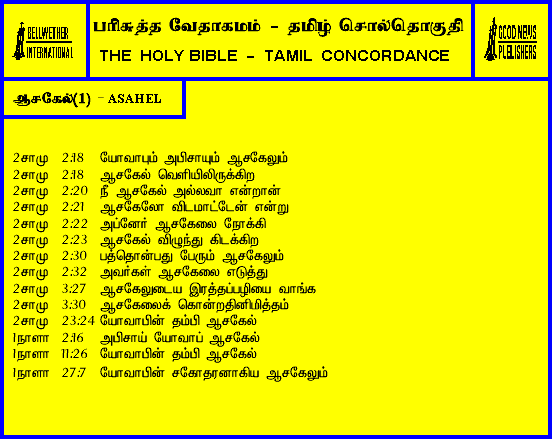 BELLWETHER
INTERNATIONAL
பரிசுத்த வேதாகமம் - தமிழ் சொல்தொகுதி
THE HOLY BIBLE - TAMIL CONCORDANCE
GOOD NEWS
PUBLISHERS
ஆசகேல்(1) - ASAHEL
2சாமு 2:18 யோவாபும் அபிசாயும் ஆசகேலும்
2சாமு 2:18 ஆசகேல் வெளியிலிருக்கிற
2சாமு 2:20 நீ ஆசகேல் அல்லவா என்றான்
2சாமு 2:21 ஆசகேலோ விடமாட்டேன் என்று
2சாமு 2:22 அப்னேர் ஆசகேலை நோக்கி
2சாமு 2:23 ஆசகேல் விழுந்து கிடக்கிற
2சாமு 2:30 பத்தொன்பது பேரும் ஆசகேலும்
2சாமு 2:32 அவர்கள் ஆசகேலை எடுத்து
2சாமு 3:27 ஆசகேலுடைய இரத்தப்பழியை வாங்க
2சாமு 3:30 ஆசகேலைக் கொன்றதினிமித்தம்
2சாமு 23:24 யோவாபின் தம்பி ஆசகேல்
1நாளா 2:16 அபிசாய் யோவாப் ஆசகேல்
1நாளா 11:26 யோவாபின் தம்பி ஆசகேல்
1நாளா 27:7 யோவாபின் சகோதரனாகிய ஆசகேலும்